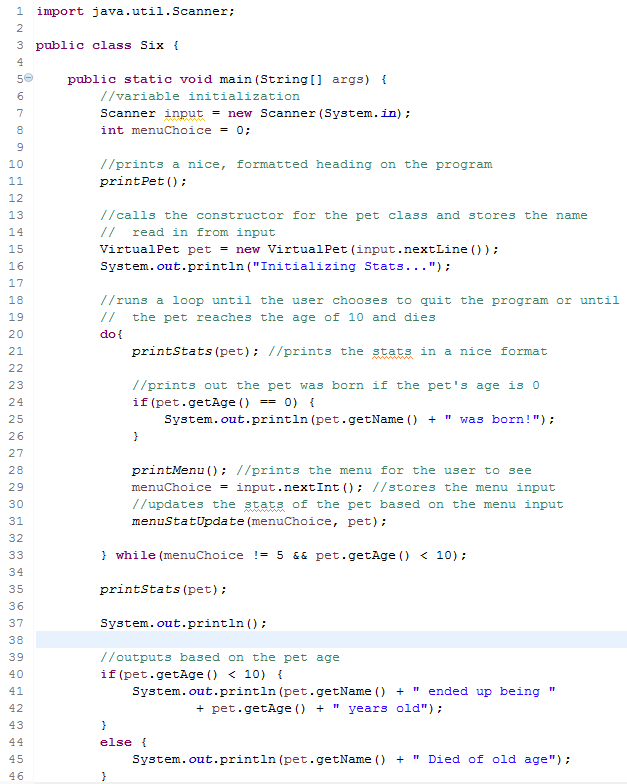 1 import java.util.Scanner;
2
3 public class Six {
4
5 public static void main(String[] args) {
6 //variable initialization
7 Scanner input = new Scanner(System.in);
8 int menuChoice = 0;
9
10 //prints a nice, formatted heading on the program
11 printPet();
12
13 //calls the constructor for the pet class and stores the name
14 //  read in from input
15 VirtualPet pet = new VirtualPet(input.nextLine());
16 System.out.println("Initializing Stats...");
17
18 //runs a loop until the user chooses to quit the program or until
19 //  the pet reaches the age of 10 and dies
20 do{
21 printStats(pet); //prints the stats in a nice format
22
23 //prints out the pet was born if the pet's age is 0
24 if(pet.getAge() == 0) {
25 System.out.println(pet.getName() + " was born!");
26 }
27
28 printMenu(); //prints the menu for the user to see
29 menuChoice = input.nextInt(); //stores the menu input
30 //updates the stats of the pet based on the menu input
31 menuStatUpdate(menuChoice, pet);
32
33 } while(menuChoice != 5 && pet.getAge() < 10);
34
35 printStats(pet);
36
37 System.out.println();
38
39 //outputs based on the pet age
40 if(pet.getAge() < 10) {
41 System.out.println(pet.getName() + " ended up being "
42 + pet.getAge() + " years old");
43 }
44 else {
45 System.out.println(pet.getName() + " Died of old age");
46 }